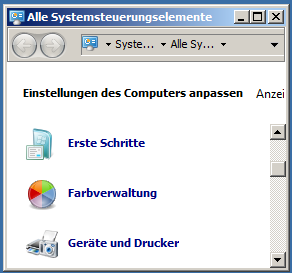 Alle Systemsteuerungselemente
Syste... Alle Sy...
Einstellungen des Computers anpassen Anzei
Erste Schritte
Farbverwaltung
Geräte und Drucker